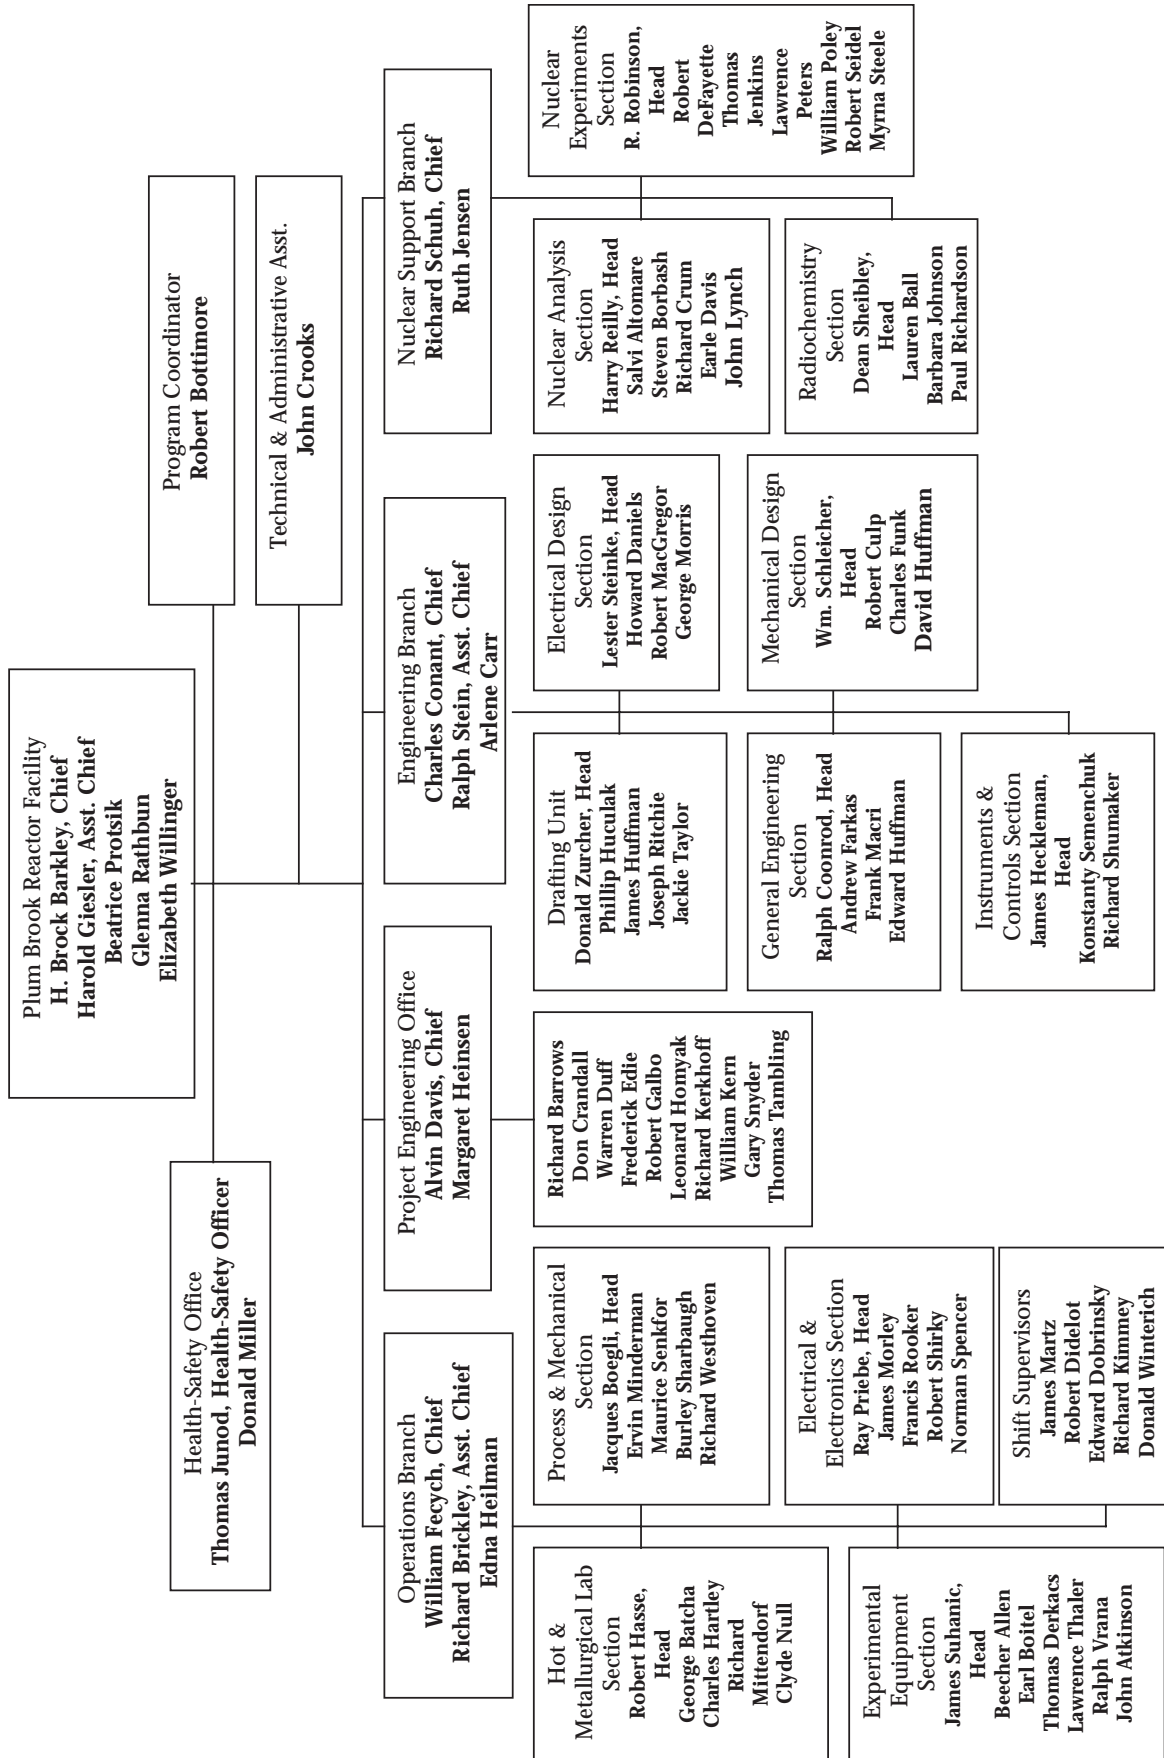 Plum Brook Reactor Facility
H. Brock Barkley, Chief
Harold Giesler, Asst. Chief
Beatrice Protsik
Glenna Rathbun
Elizabeth Willinger
Health-Safety Office
Thomas Junod, Health-Safety Officer
Donald Miller
Program Coordinator
Robert Bottimore
Technical & Administrative Asst.
John Crooks
Operations Branch
William Fecych, Chief
Richard Brickley, Asst. Chief
Edna Heilman
Project Engineering Office
Alvin Davis, Chief
Margaret Heinsen
Engineering Branch
Charles Conant, Chief
Ralph Stein, Asst. Chief
Arlene Carr
Nuclear Support Branch
Richard Schuh, Chief
Ruth Jensen
Hot &
Metallurgical Lab
Section
Robert Hasse,
Head
George Batcha
Charles Hartley
Richard
Mittendorf
Clyde Null
Process & Mechanical
Section
Jacques Boegli, Head
Ervin Minderman
Maurice Senkfor
Burley Sharbaugh
Richard Westhoven
Experimental
Equipment
Section
James Suhanic,
Head
Beecher Allen
Earl Boitel
Thomas Derkacs
Lawrence Thaler
Ralph Vrana
John Atkinson
Electrical &
Electronics Section
Ray Priebe, Head
James Morley
Francis Rooker
Robert Shirky
Norman Spencer
Shift Supervisors
James Martz
Robert Didelot
Edward Dobrinsky
Richard Kimmey
Donald Winterich
Richard Barrows
Don Crandall
Warren Duff
Frederick Edie
Robert Galbo
Leonard Homyak
Richard Kerkhoff
William Kern
Gary Snyder
Thomas Tambling
Drafting Unit
Donald Zurcher, Head
Phillip Huculak
James Huffman
Joseph Ritchie
Jackie Taylor
Electrical Design
Section
Lester Steinke, Head
Howard Daniels
Robert MacGregor
George Morris
General Engineering
Section
Ralph Coonrod, Head
Andrew Farkas
Frank Macri
Edward Huffman
Mechanical Design
Section
Wm. Schleicher,
Head
Robert Culp
Charles Funk
David Huffman
Instruments &
Controls Section
James Heckleman,
Head
Konstanty Semenchuk
Richard Shumaker
Nuclear Analysis
Section
Harry Reilly, Head
Salvi Altomare
Steven Borbash
Richard Crum
Earle Davis
John Lynch
Nuclear
Experiments
Section
R. Robinson,
Head
Robert
DeFayette
Thomas
Jenkins
Lawrence
Peters
William Poley
Robert Seidel
Myrna Steele
Radiochemistry
Section
Dean Sheibley,
Head
Lauren Ball
Barbara Johnson
Paul Richardson